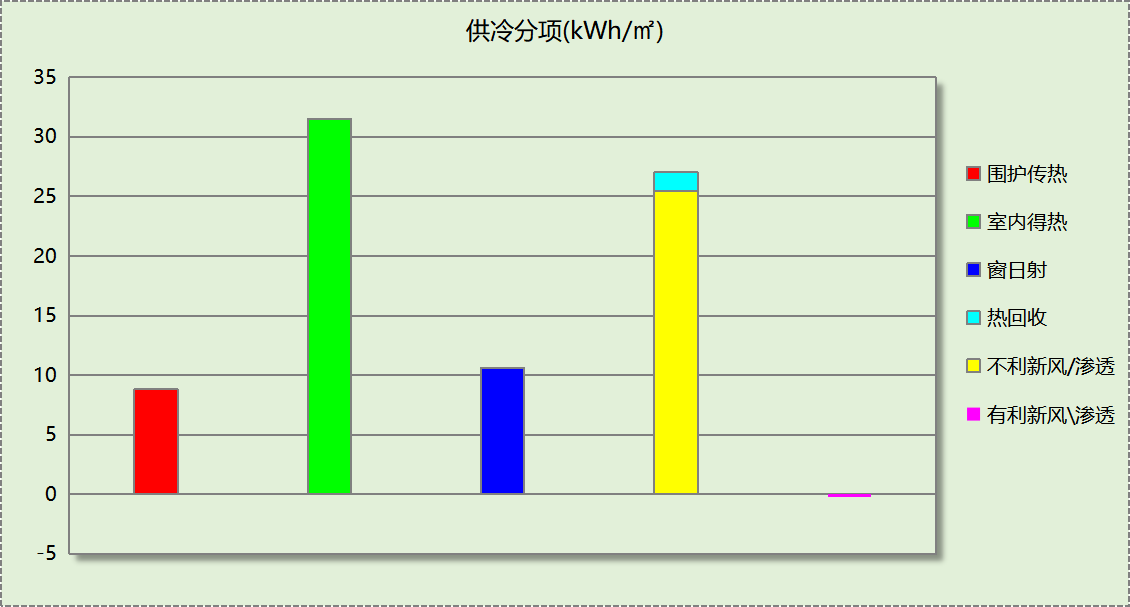 供冷分项(kWh/㎡)
35
30
25
20
15
10
5
0
-5
围护传热
室内得热
窗日射
热回收
不利新风/渗透
有利新风\渗透